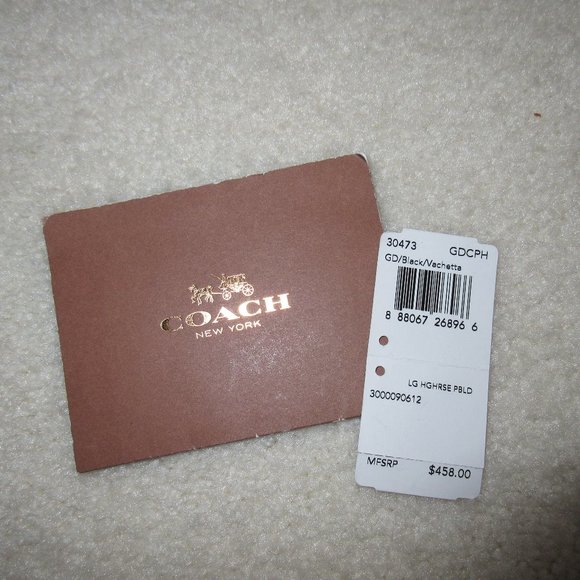 COACH
NEW YORK
30473 GDCPH
GD/Black/Vachetta
8 88067 26896 6
LG HGHRSE PBLD
3000090612
MFSRP $458.00